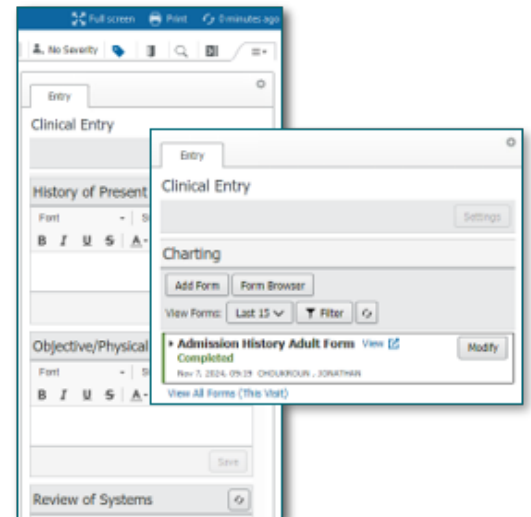 Full screen Print 0 minutes ago
No Severity
Entry
Clinical Entry
History of Present
Font
B I U S A
Objective/Physical
Font
B I U S A
Save
Review of Systems
Entry
Clinical Entry
Settings
Charting
Add Form Form Browser
View Forms: Last 15 Filter
Admission History Adult Form View Modify
Completed
Nov 7, 2024, 09:19 CHOUKROUN , JONATHAN
View All Forms (This Visit)